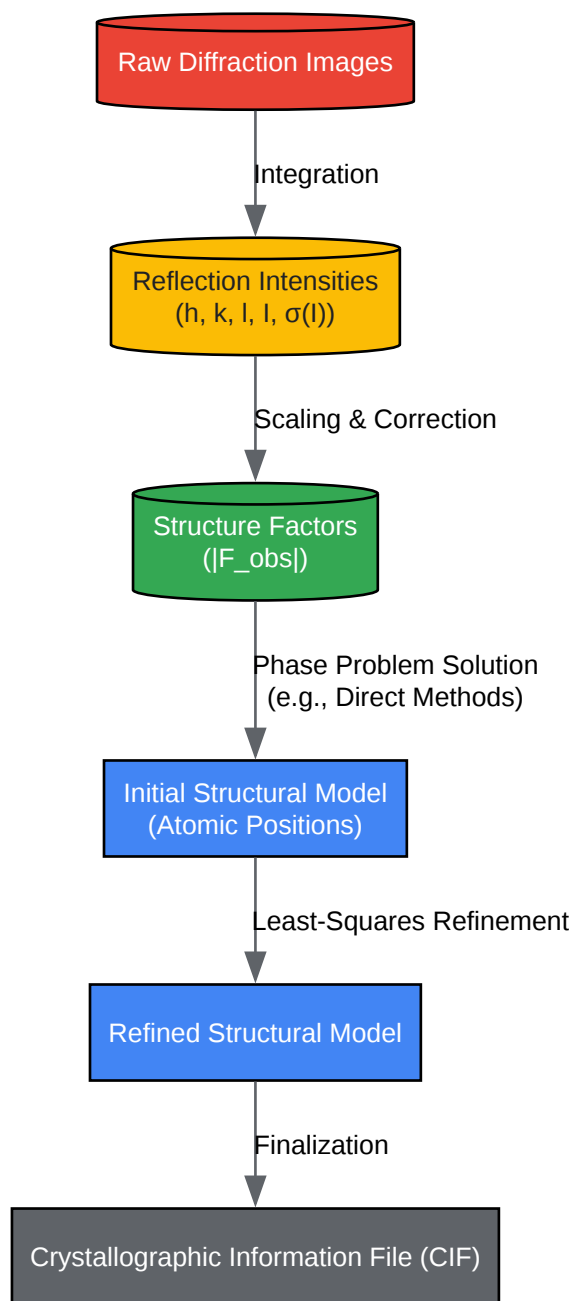 Raw Diffraction Images
Integration
Reflection Intensities
(h, k, l, I, σ(I))
Scaling & Correction
Structure Factors
(|F_obs|)
Phase Problem Solution
(e.g., Direct Methods)
Initial Structural Model
(Atomic Positions)
Least-Squares Refinement
Refined Structural Model
Finalization
Crystallographic Information File (CIF)